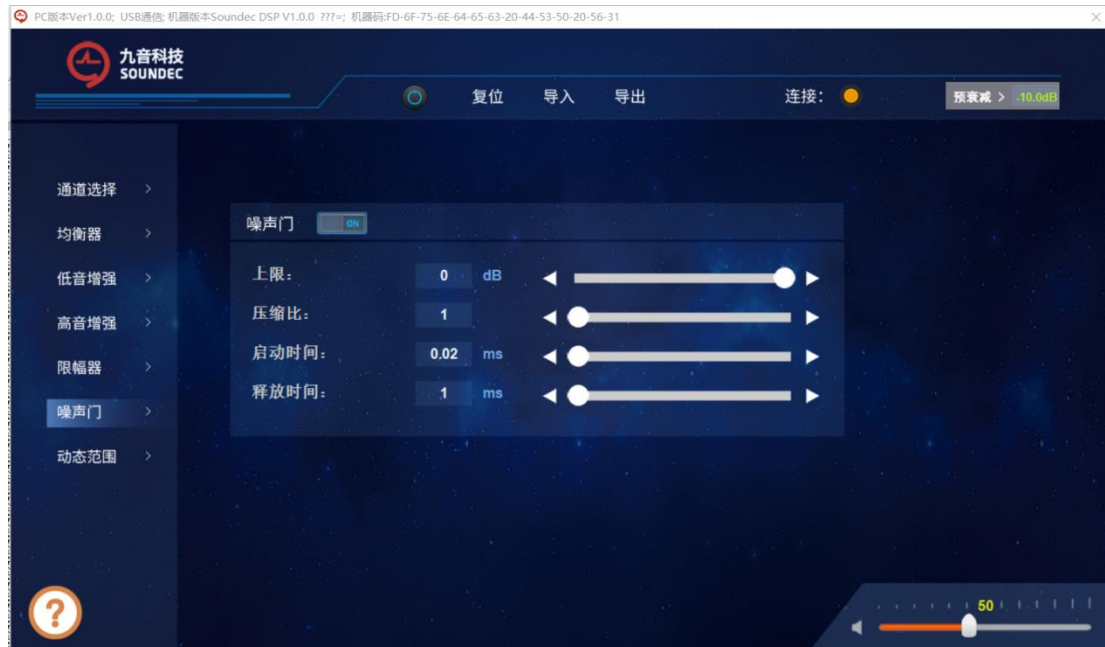 PC版本Ver1.0.0; USB通信; 机器版本Soundec DSP V1.0.0 ???=; 机器码:FD-6F-75-6E-64-65-63-20-44-53-50-20-56-31
九音科技
SOUNDEC
复位 导入 导出 连接: 预衰减 > -10.0dB
通道选择 >
均衡器 >
低音增强 >
高音增强 >
限幅器 >
噪声门 >
动态范围 >
噪声门 ON
上限: 0 dB
压缩比: 1
启动时间: 0.02 ms
释放时间: 1 ms
?
50